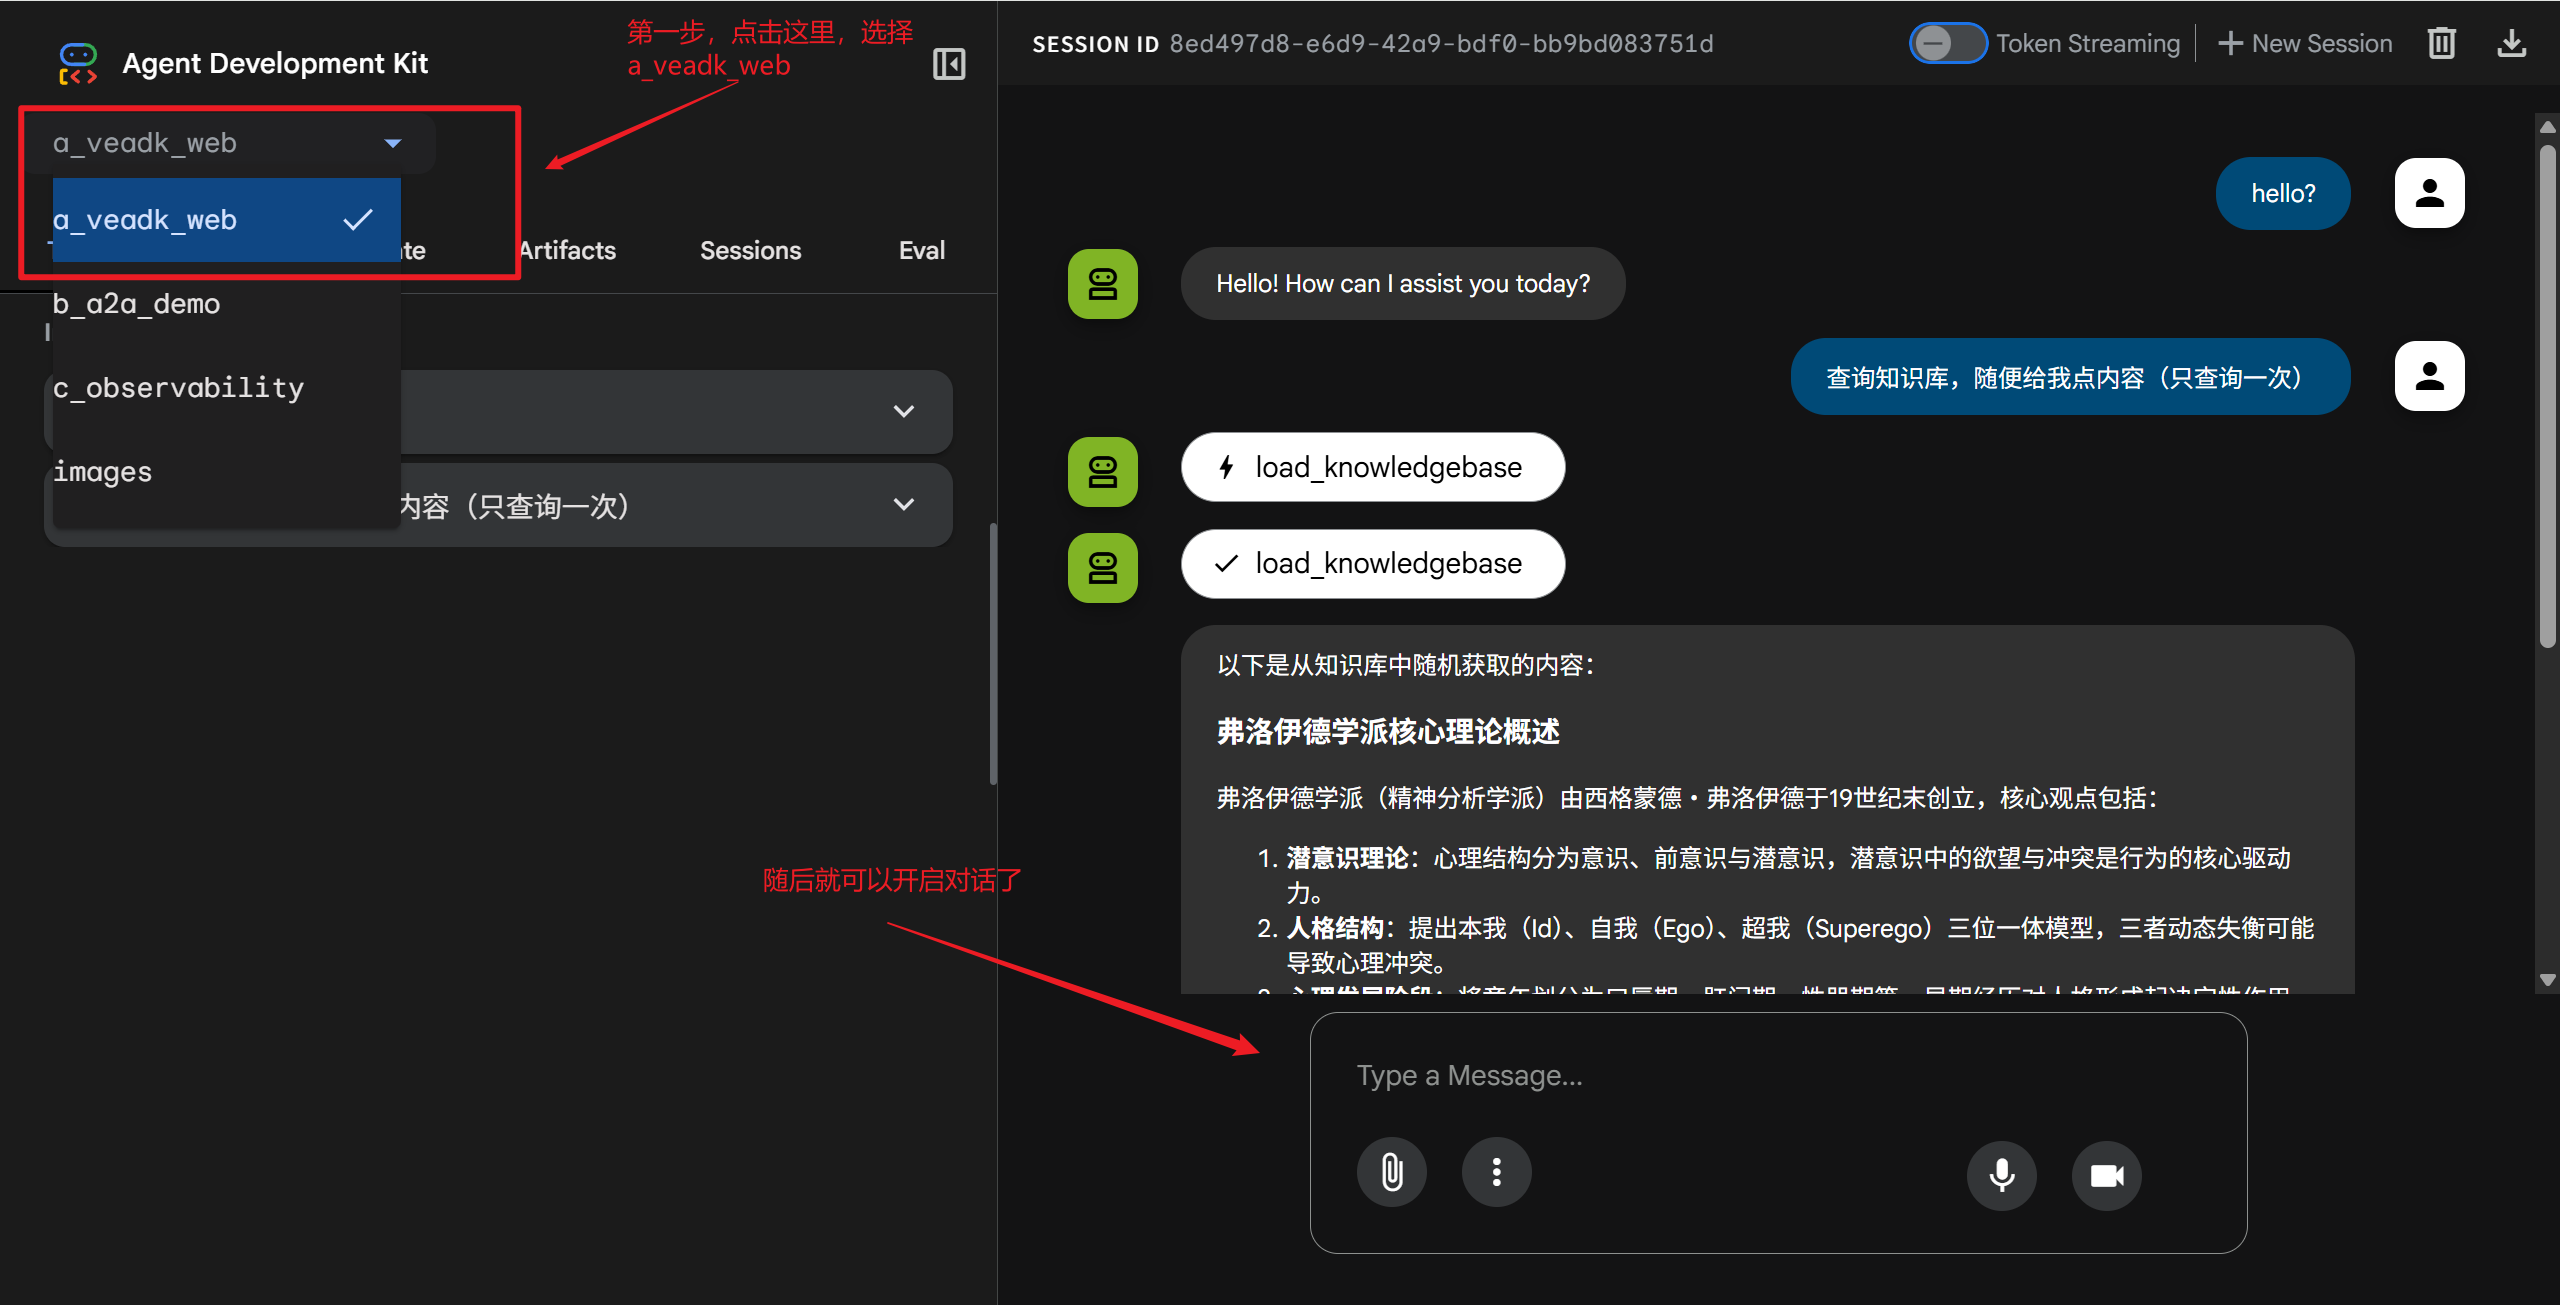 Agent Development Kit
第一步，点击这里，选择
a_veadk_web
a_veadk_web
a_veadk_web
b_a2a_demo
c_observability
images
te
Artifacts
Sessions
Eval
内容（只查询一次）
随后就可以开启对话了
SESSION ID 8ed497d8-e6d9-42a9-bdf0-bb9bd083751d
Token Streaming
New Session
hello?
Hello! How can I assist you today?
查询知识库，随便给我点内容（只查询一次）
load_knowledgebase
load_knowledgebase
以下是从知识库中随机获取的内容：
弗洛伊德学派核心理论概述
弗洛伊德学派（精神分析学派）由西格蒙德·弗洛伊德于19世纪末创立，核心观点包括：
1. 潜意识理论：心理结构分为意识、前意识与潜意识，潜意识中的欲望与冲突是行为的核心驱动
力。
2. 人格结构：提出本我（Id）、自我（Ego）、超我（Superego）三位一体模型，三者动态失衡可能
导致心理冲突。
Type a Message...